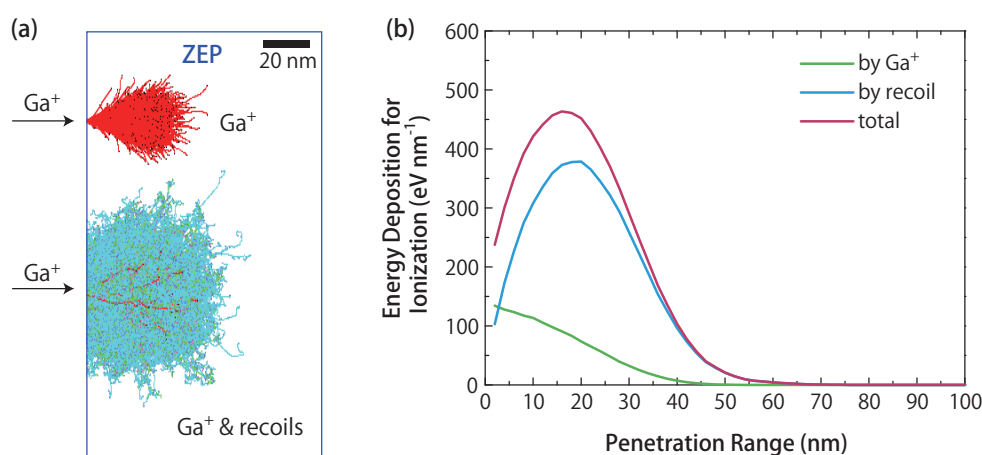 (a)
ZEP
20 nm
Ga⁺
Ga⁺
Ga⁺
Ga⁺ & recoils
(b)
Energy Deposition for
Ionization (eV nm⁻¹)
600
500
400
300
200
100
0
by Ga⁺
by recoil
total
0 10 20 30 40 50 60 70 80 90 100
Penetration Range (nm)